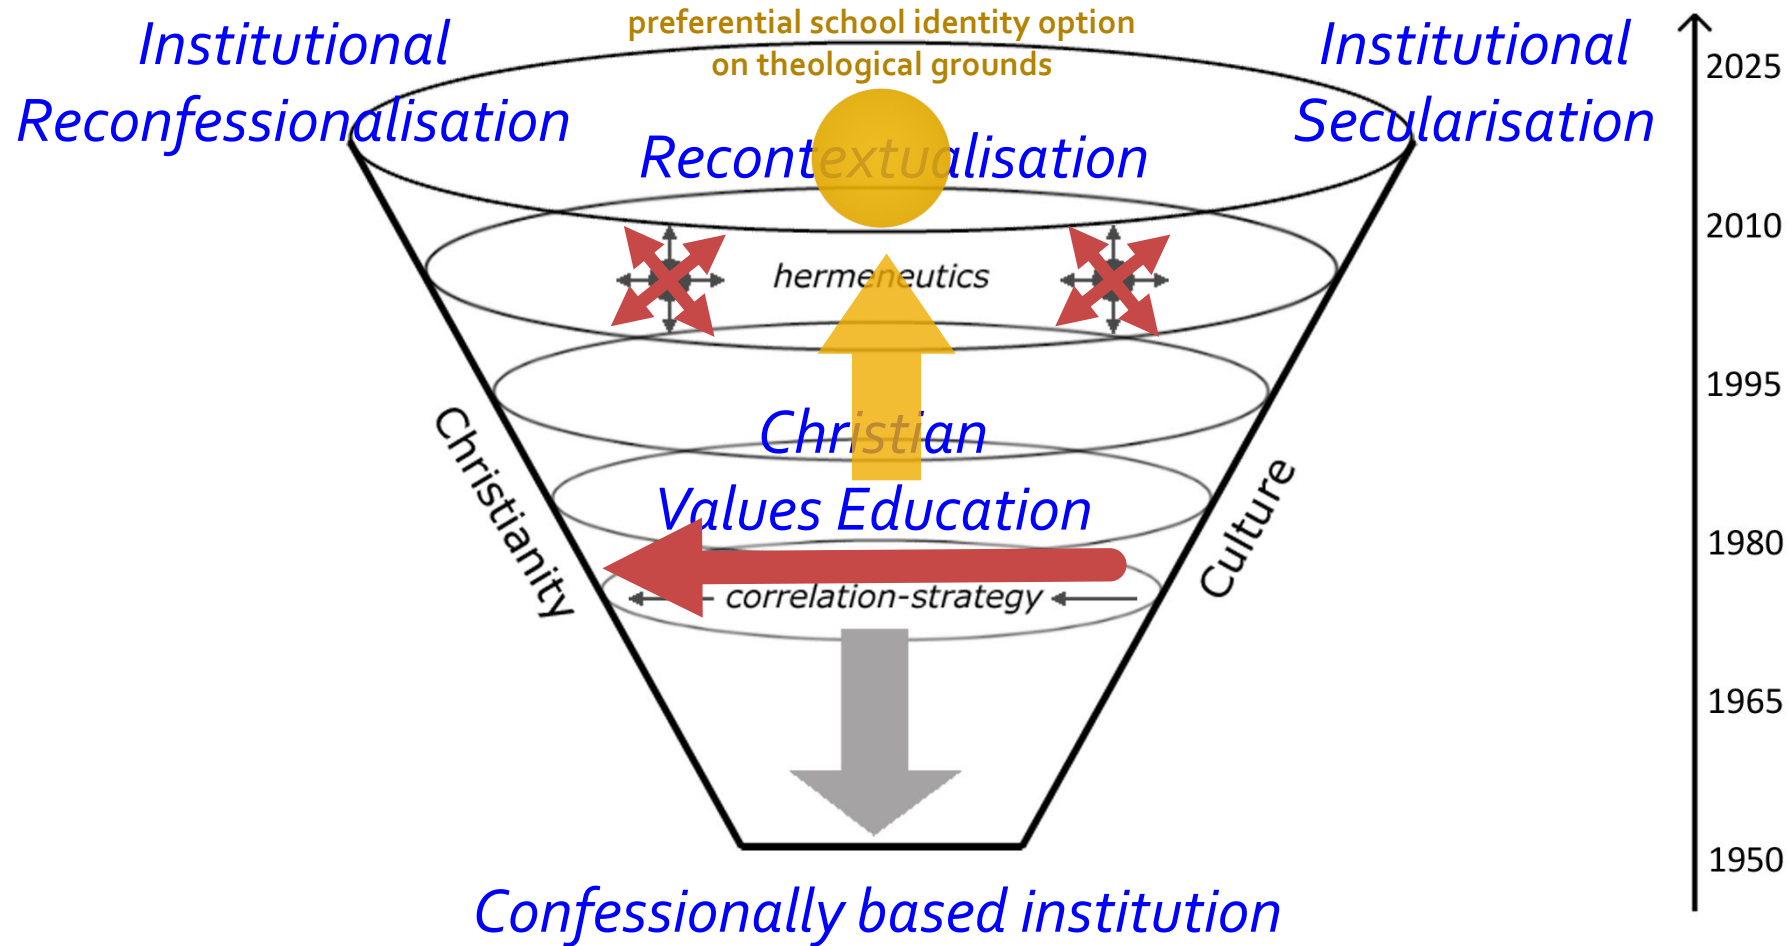 preferential school identity option
on theological grounds
Institutional
Reconfessionalisation
Institutional
Secularisation
Recontextualisation
hermeneutics
Christian
Values Education
correlation-strategy
Christianity
Culture
Confessionally based institution
2025
2010
1995
1980
1965
1950